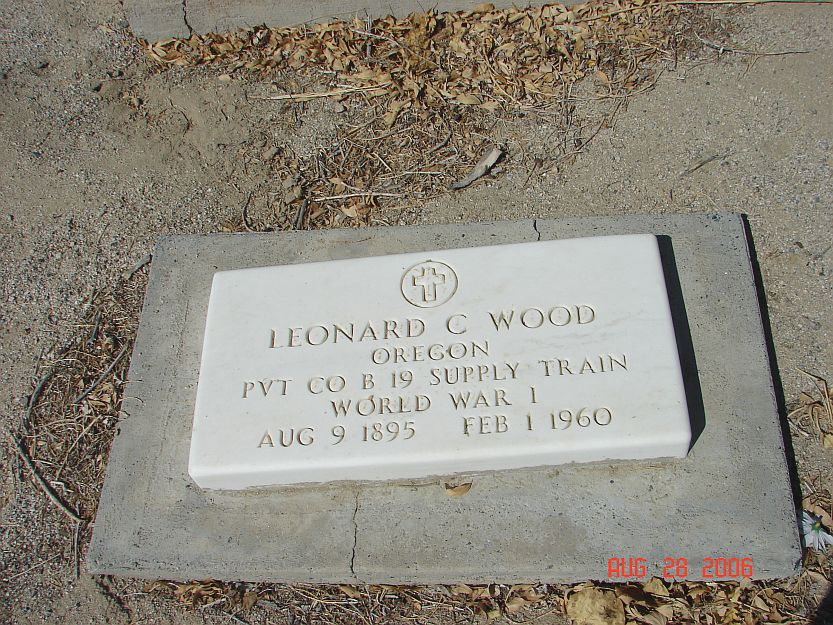 LEONARD C WOOD
OREGON
PVT CO B 19 SUPPLY TRAIN
WORLD WAR I
AUG 9 1895 FEB 1 1960
AUG 28 2006